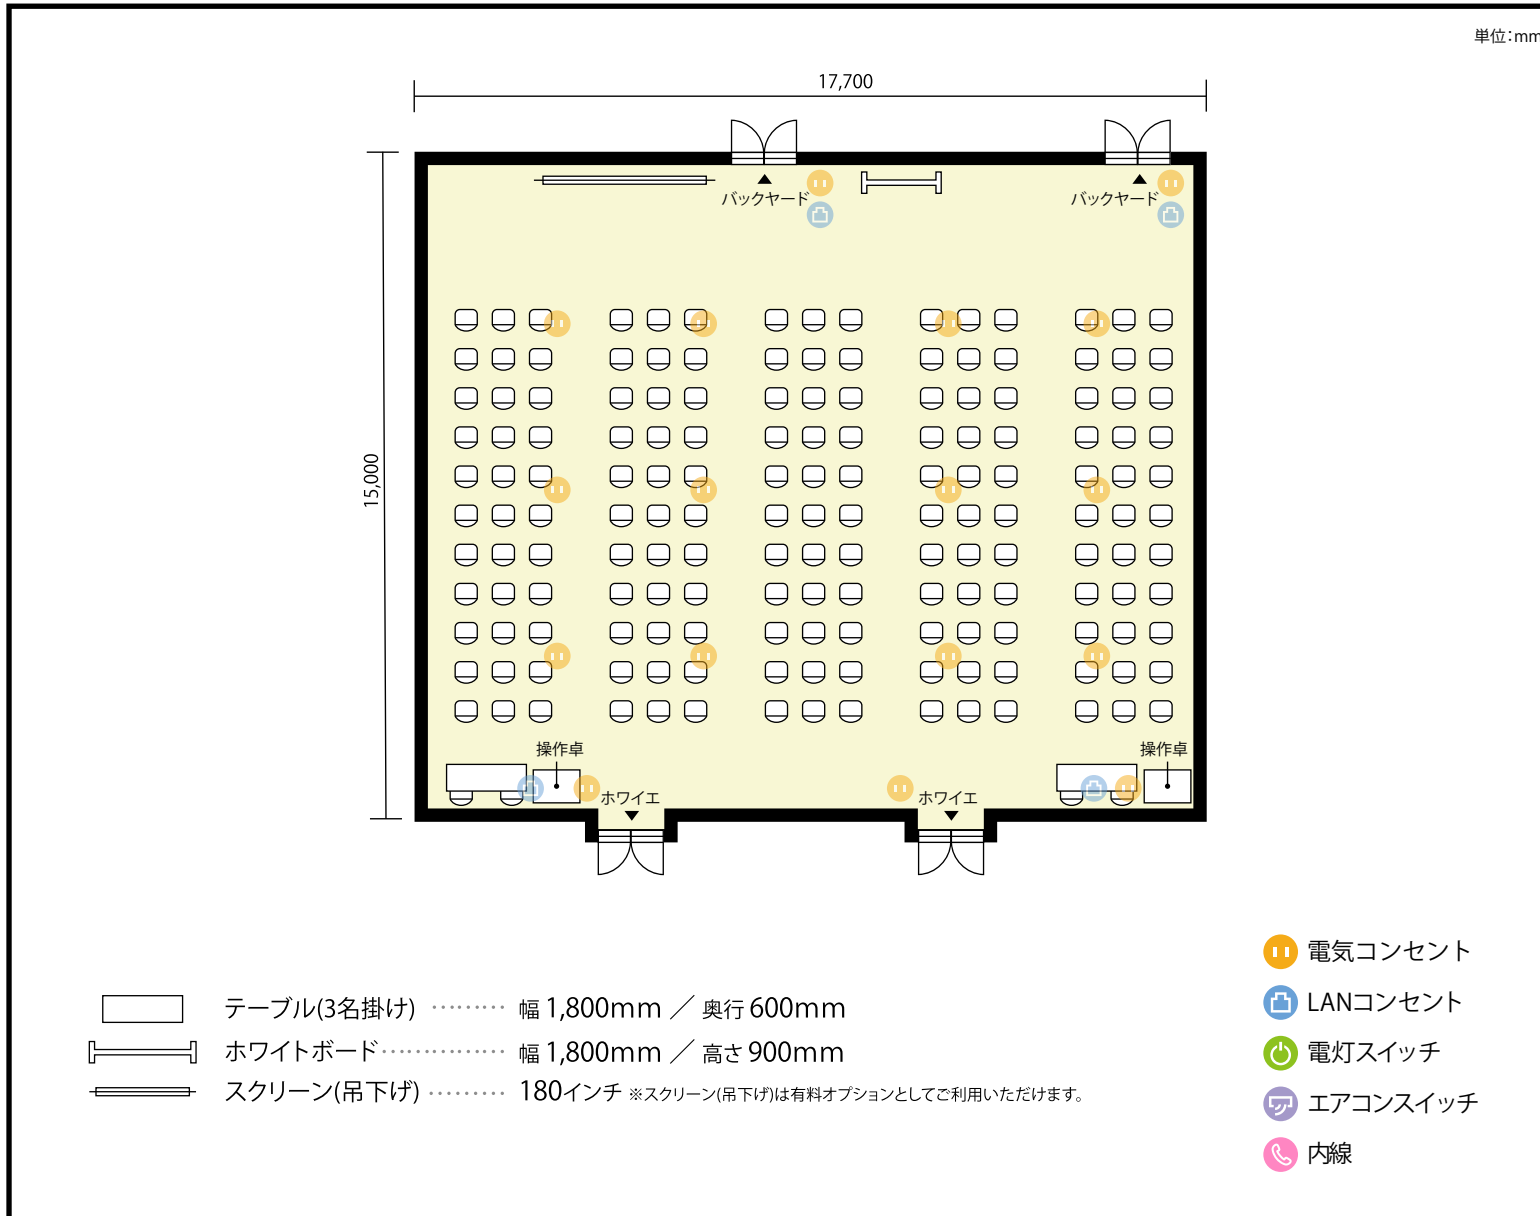 単位：mm
17,700
バックヤード
バックヤード
15,000
操作卓
操作卓
ホワイエ
ホワイエ
電気コンセント
LANコンセント
電灯スイッチ
エアコンスイッチ
内線
テーブル(3名掛け) ········· 幅 1,800mm ／ 奥行 600mm
ホワイトボード ··············· 幅 1,800mm ／ 高さ 900mm
スクリーン(吊下げ) ········· 180インチ ※スクリーン(吊下げ)は有料オプションとしてご利用いただけます。